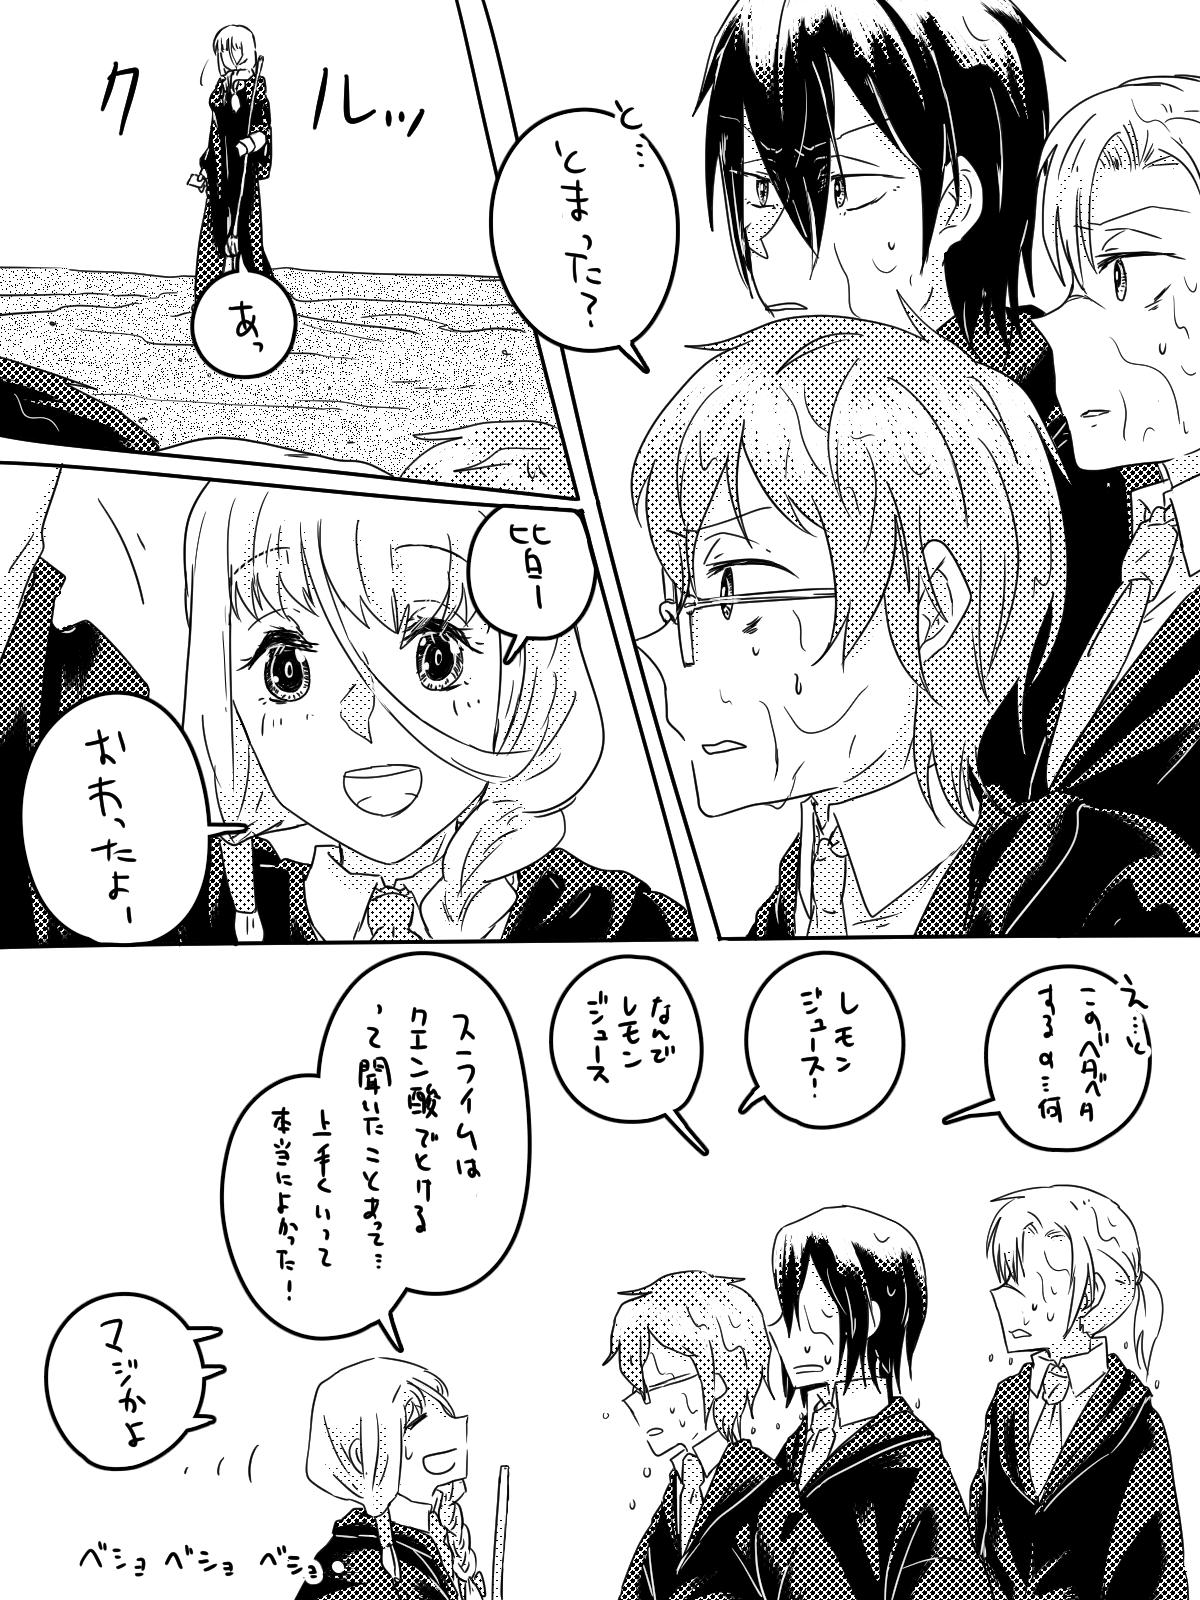 と…
とまった?
クルッ
あっ
皆ー
おわったよー
え…と
このベタベタ
するの…何
レモン
ジュース!
なんで
レモン
ジュース
スライムは
クエン酸でとける
って聞いたことあって…
上手くいって
本当によかった!
マジかよ
ベショ ベショ ベショ